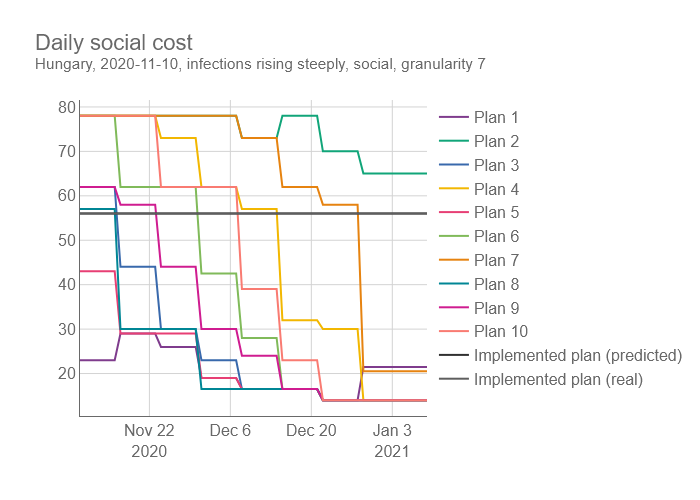 Daily social cost
Hungary, 2020-11-10, infections rising steeply, social, granularity 7
80
70
60
50
40
30
20
Nov 22
2020
Dec 6
Dec 20
Jan 3
2021
Plan 1
Plan 2
Plan 3
Plan 4
Plan 5
Plan 6
Plan 7
Plan 8
Plan 9
Plan 10
Implemented plan (predicted)
Implemented plan (real)